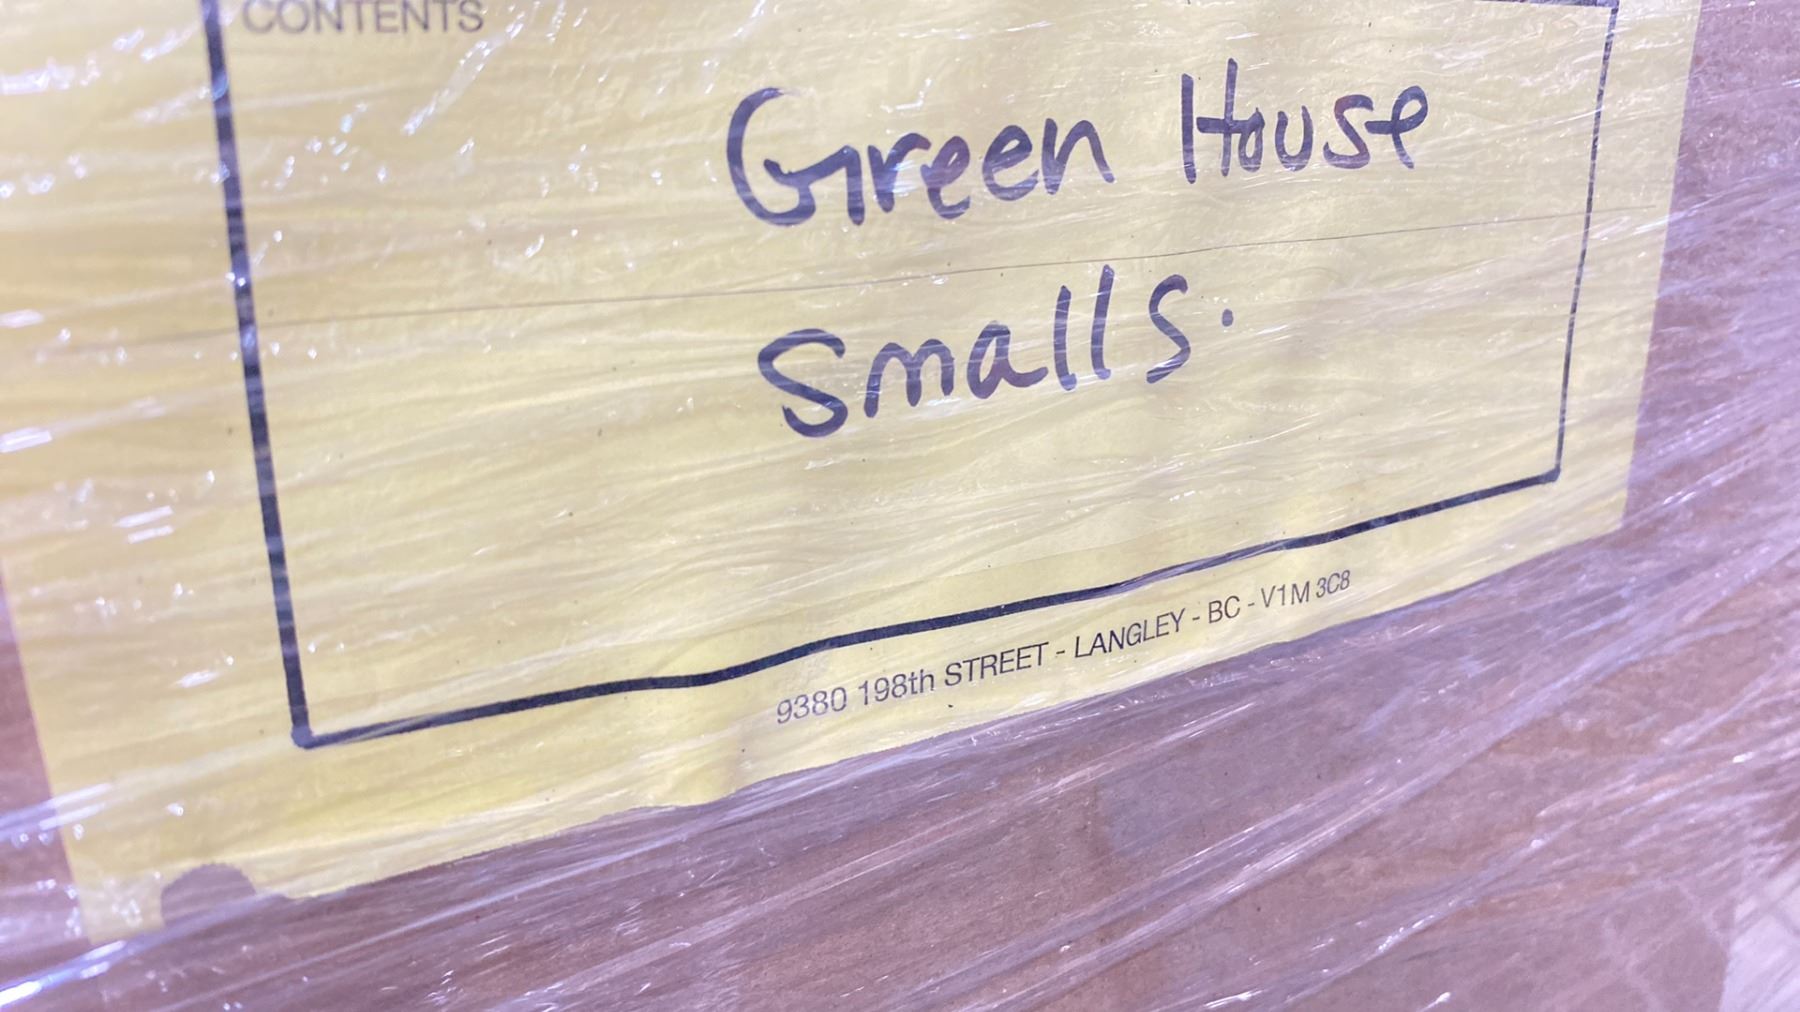 CONTENTS
Green House
Smalls.
9380 198th STREET - LANGLEY - BC - V1M 3C8